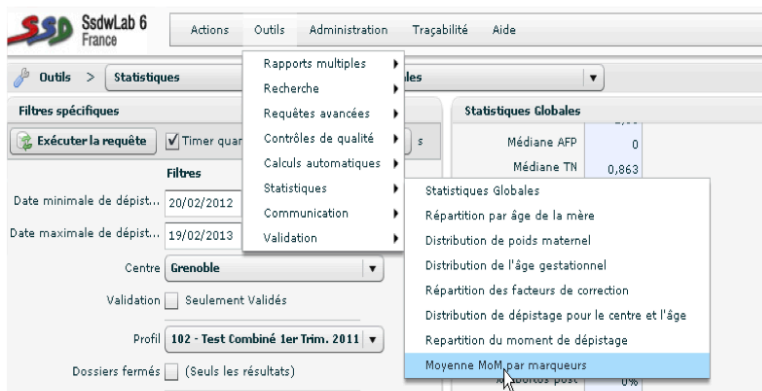 SSD SsdwLab 6
France
Actions Outils Administration Traçabilité Aide
Outils > Statistiques
Rapports multiples
Recherche
Requêtes avancées
Contrôles de qualité
Calculs automatiques
Statistiques
Communication
Validation
Filtres spécifiques
Exécuter la requête Timer quar s
Filtres
Date minimale de dépist... 20/02/2012
Date maximale de dépist... 19/02/2013
Centre Grenoble
Validation Seulement Validés
Profil 102 - Test Combiné 1er Trim. 2011
Dossiers fermés (Seuls les résultats)
Statistiques Globales
Médiane AFP 0
Médiane TN 0,863
Statistiques Globales
Répartition par âge de la mère
Distribution de poids maternel
Distribution de l'âge gestationnel
Répartition des facteurs de correction
Distribution de dépistage pour le centre et l'âge
Repartition du moment de dépistage
Moyenne MoM par marqueurs
0%